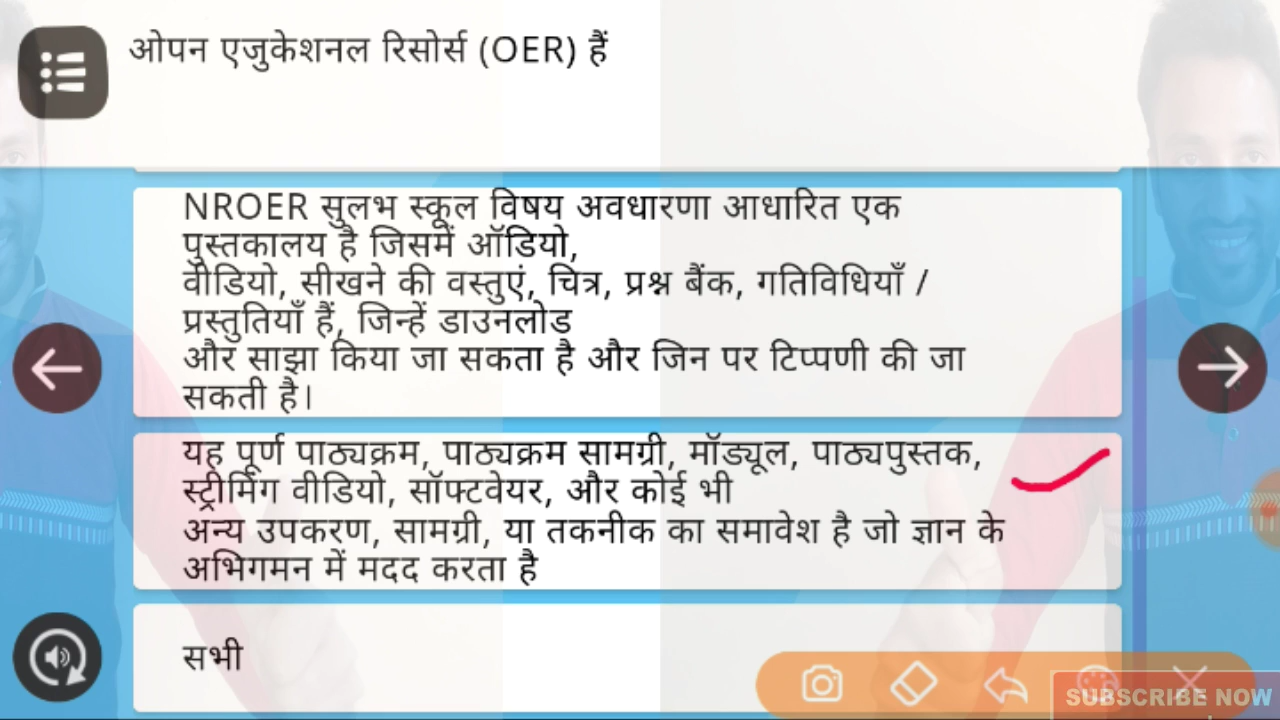 ओपन एजुकेशनल रिसोर्स (OER) हैं
NROER सुलभ स्कूल विषय अवधारणा आधारित एक
पुस्तकालय है जिसमें ऑडियो,
वीडियो, सीखने की वस्तुएं, चित्र, प्रश्न बैंक, गतिविधियाँ /
प्रस्तुतियाँ हैं, जिन्हें डाउनलोड
और साझा किया जा सकता है और जिन पर टिप्पणी की जा
सकती है।
यह पूर्ण पाठ्यक्रम, पाठ्यक्रम सामग्री, मॉड्यूल, पाठ्यपुस्तक,
स्ट्रीमिंग वीडियो, सॉफ्टवेयर, और कोई भी
अन्य उपकरण, सामग्री, या तकनीक का समावेश है जो ज्ञान के
अभिगमन में मदद करता है
सभी
SUBSCRIBE NOW